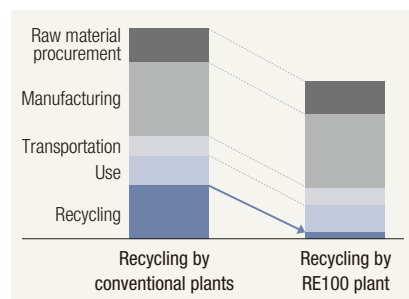 Raw material
procurement
Manufacturing
Transportation
Use
Recycling
Recycling by
conventional plants
Recycling by
RE100 plant